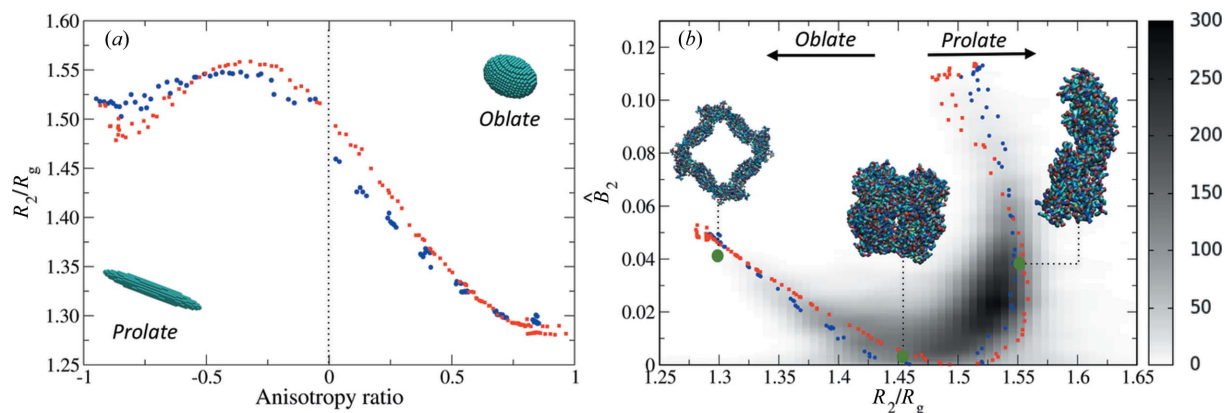 (a)
1.60
1.55
1.50
1.45
1.40
1.35
1.30
1.25
R2/Rg
Oblate
Prolate
-1 -0.5 0 0.5 1
Anisotropy ratio
(b)
Oblate Prolate
0.12
0.10
0.08
0.06
0.04
0.02
0
B̂2
1.25 1.3 1.35 1.4 1.45 1.5 1.55 1.6 1.65
R2/Rg
300
250
200
150
100
50
0